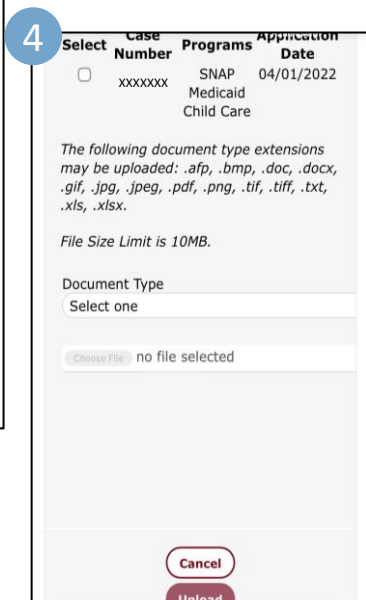 4
Select Case Number Programs Application Date
xxxxxxx SNAP Medicaid Child Care 04/01/2022
The following document type extensions
may be uploaded: .afp, .bmp, .doc, .docx,
.gif, .jpg, .jpeg, .pdf, .png, .tif, .tiff, .txt,
.xls, .xlsx.
File Size Limit is 10MB.
Document Type
Select one
Choose File no file selected
Cancel
Upload